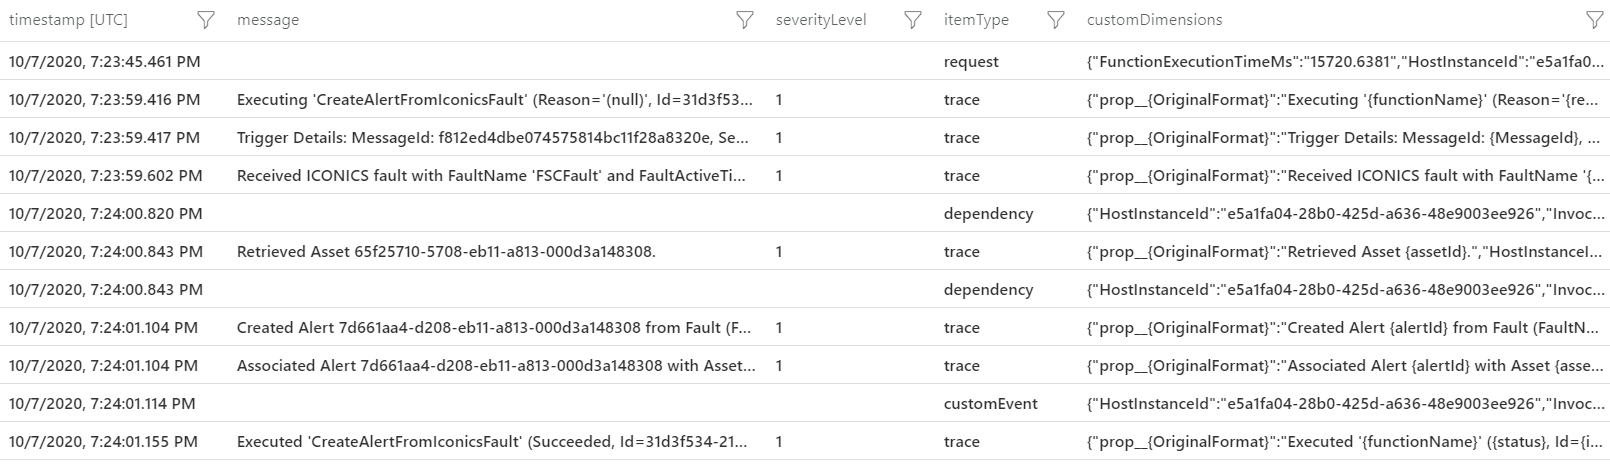 timestamp [UTC] message severityLevel itemType customDimensions
10/7/2020, 7:23:45.461 PM request {"FunctionExecutionTimeMs":"15720.6381","HostInstanceId":"e5a1fa0...
10/7/2020, 7:23:59.416 PM Executing 'CreateAlertFromIconicsFault' (Reason='(null)', Id=31d3f53... 1 trace {"prop__{OriginalFormat}":"Executing '{functionName}' (Reason='{re...
10/7/2020, 7:23:59.417 PM Trigger Details: MessageId: f812ed4dbe074575814bc11f28a8320e, Se... 1 trace {"prop__{OriginalFormat}":"Trigger Details: MessageId: {MessageId}, ...
10/7/2020, 7:23:59.602 PM Received ICONICS fault with FaultName 'FSCFault' and FaultActiveTi... 1 trace {"prop__{OriginalFormat}":"Received ICONICS fault with FaultName '{...
10/7/2020, 7:24:00.820 PM dependency {"HostInstanceId":"e5a1fa04-28b0-425d-a636-48e9003ee926","Invoc...
10/7/2020, 7:24:00.843 PM Retrieved Asset 65f25710-5708-eb11-a813-000d3a148308. 1 trace {"prop__{OriginalFormat}":"Retrieved Asset {assetId}.","HostInstanceI...
10/7/2020, 7:24:00.843 PM dependency {"HostInstanceId":"e5a1fa04-28b0-425d-a636-48e9003ee926","Invoc...
10/7/2020, 7:24:01.104 PM Created Alert 7d661aa4-d208-eb11-a813-000d3a148308 from Fault (F... 1 trace {"prop__{OriginalFormat}":"Created Alert {alertId} from Fault (FaultN...
10/7/2020, 7:24:01.104 PM Associated Alert 7d661aa4-d208-eb11-a813-000d3a148308 with Asset... 1 trace {"prop__{OriginalFormat}":"Associated Alert {alertId} with Asset {asse...
10/7/2020, 7:24:01.114 PM customEvent {"HostInstanceId":"e5a1fa04-28b0-425d-a636-48e9003ee926","Invoc...
10/7/2020, 7:24:01.155 PM Executed 'CreateAlertFromIconicsFault' (Succeeded, Id=31d3f534-21... 1 trace {"prop__{OriginalFormat}":"Executed '{functionName}' ({status}, Id={i...